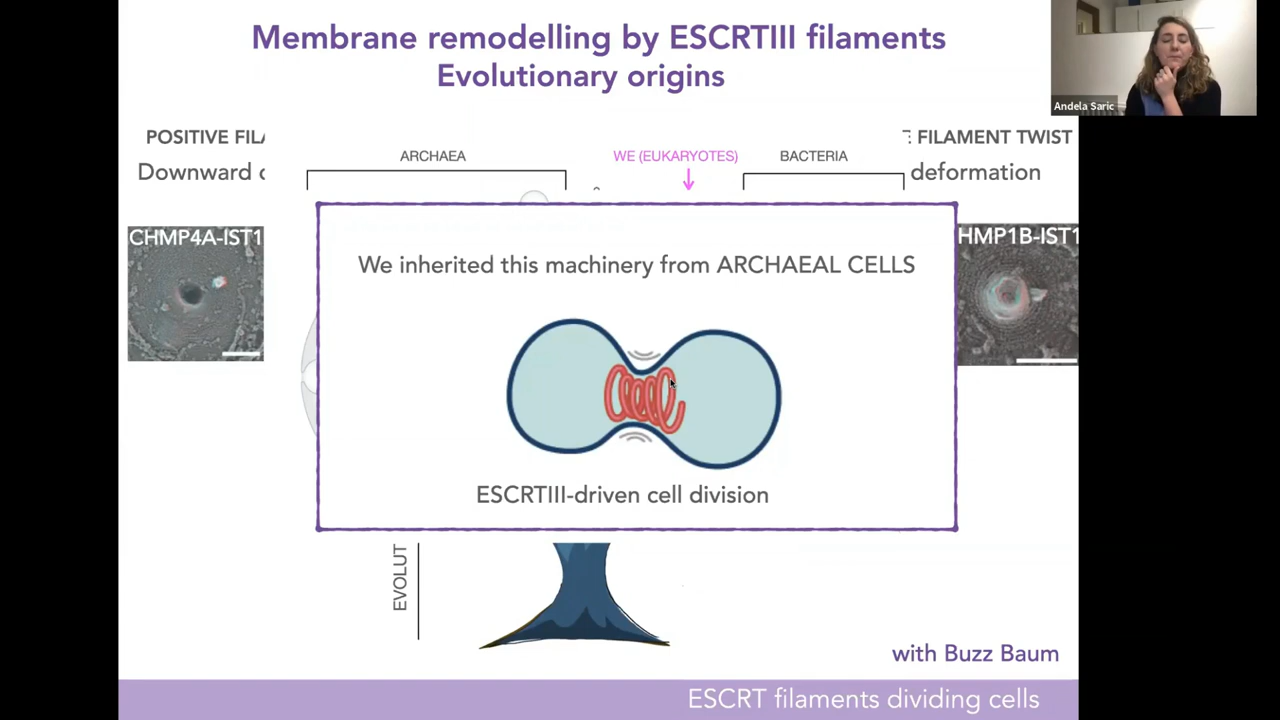 Membrane remodelling by ESCRTIII filaments
Evolutionary origins
Andela Saric
POSITIVE FILA
: FILAMENT TWIST
Downward
deformation
ARCHAEA
WE (EUKARYOTES)
BACTERIA
CHMP4A-IST1
HMP1B-IST1
We inherited this machinery from ARCHAEAL CELLS
ESCRTIII-driven cell division
EVOLUT
with Buzz Baum
ESCRT filaments dividing cells